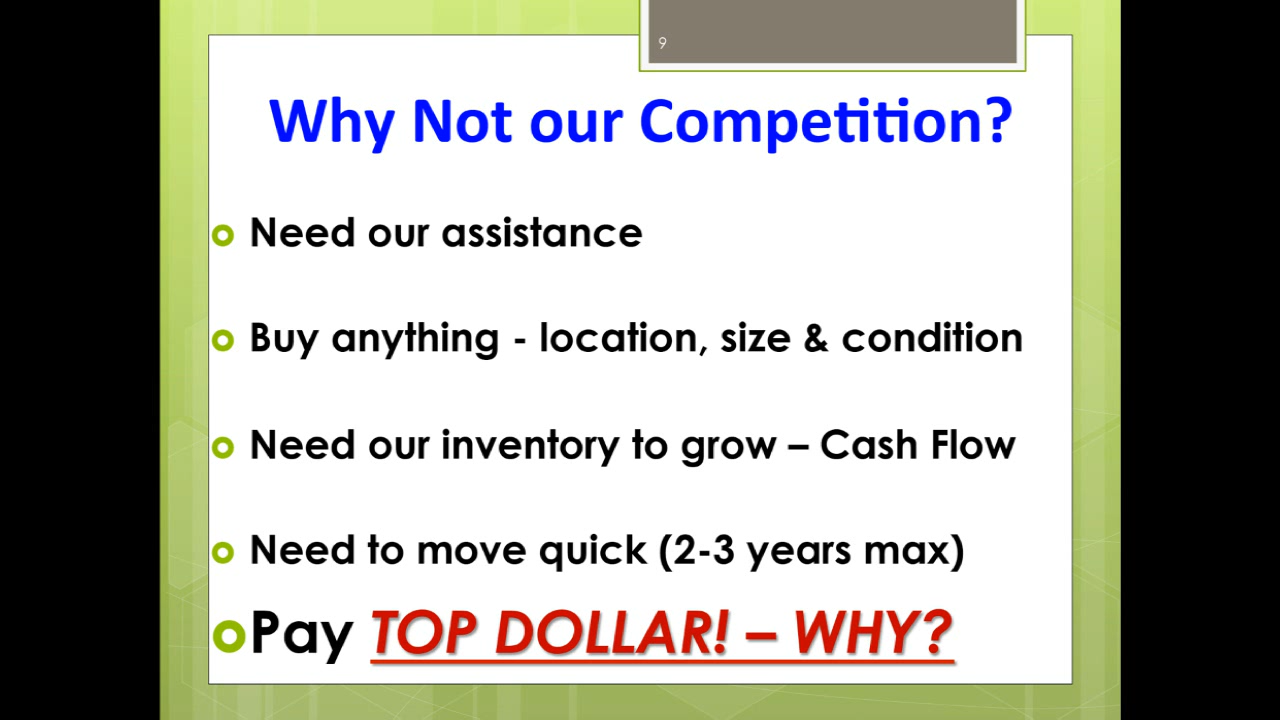 9
Why Not our Competition?
Need our assistance
Buy anything - location, size & condition
Need our inventory to grow – Cash Flow
Need to move quick (2-3 years max)
Pay TOP DOLLAR! – WHY?